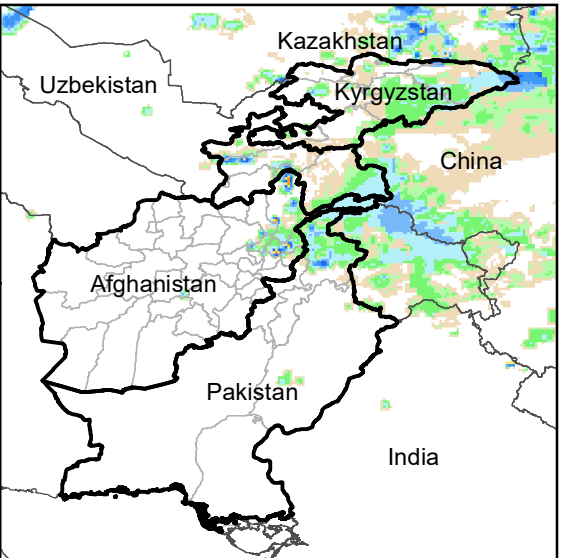 Kazakhstan
Uzbekistan
Kyrgyzstan
China
Afghanistan
Pakistan
India